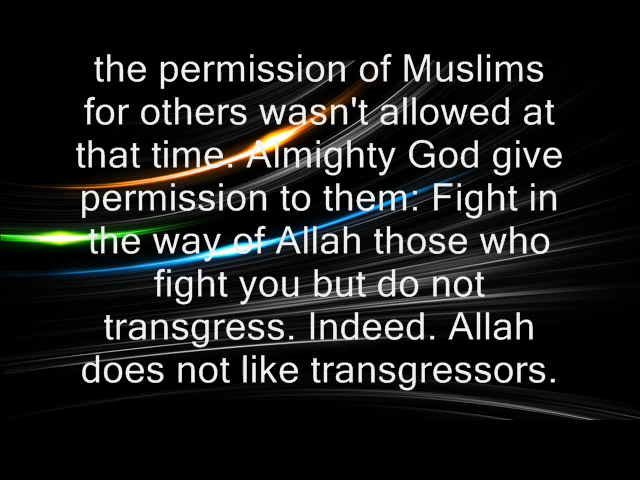 the permission of Muslims
for others wasn't allowed at
that time. Almighty God give
permission to them: Fight in
the way of Allah those who
fight you but do not
transgress. Indeed. Allah
does not like transgressors.